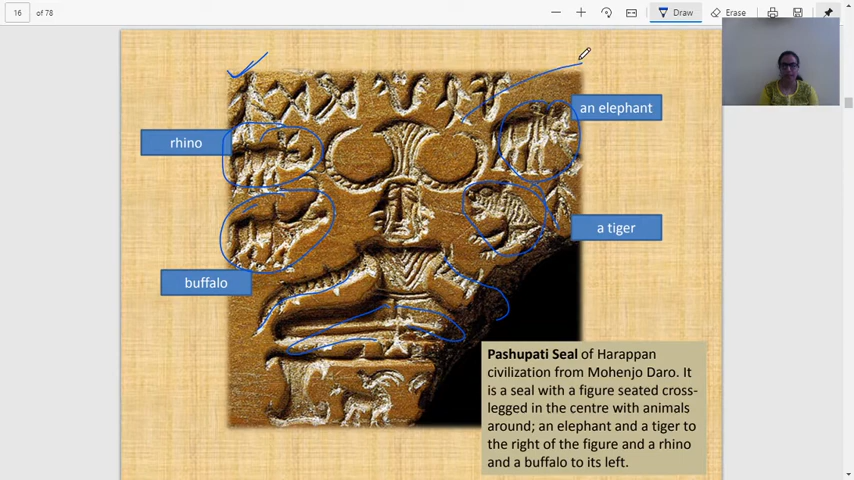 16 of 78
Draw
Erase
an elephant
rhino
a tiger
buffalo
Pashupati Seal of Harappan
civilization from Mohenjo Daro. It
is a seal with a figure seated cross-
legged in the centre with animals
around; an elephant and a tiger to
the right of the figure and a rhino
and a buffalo to its left.